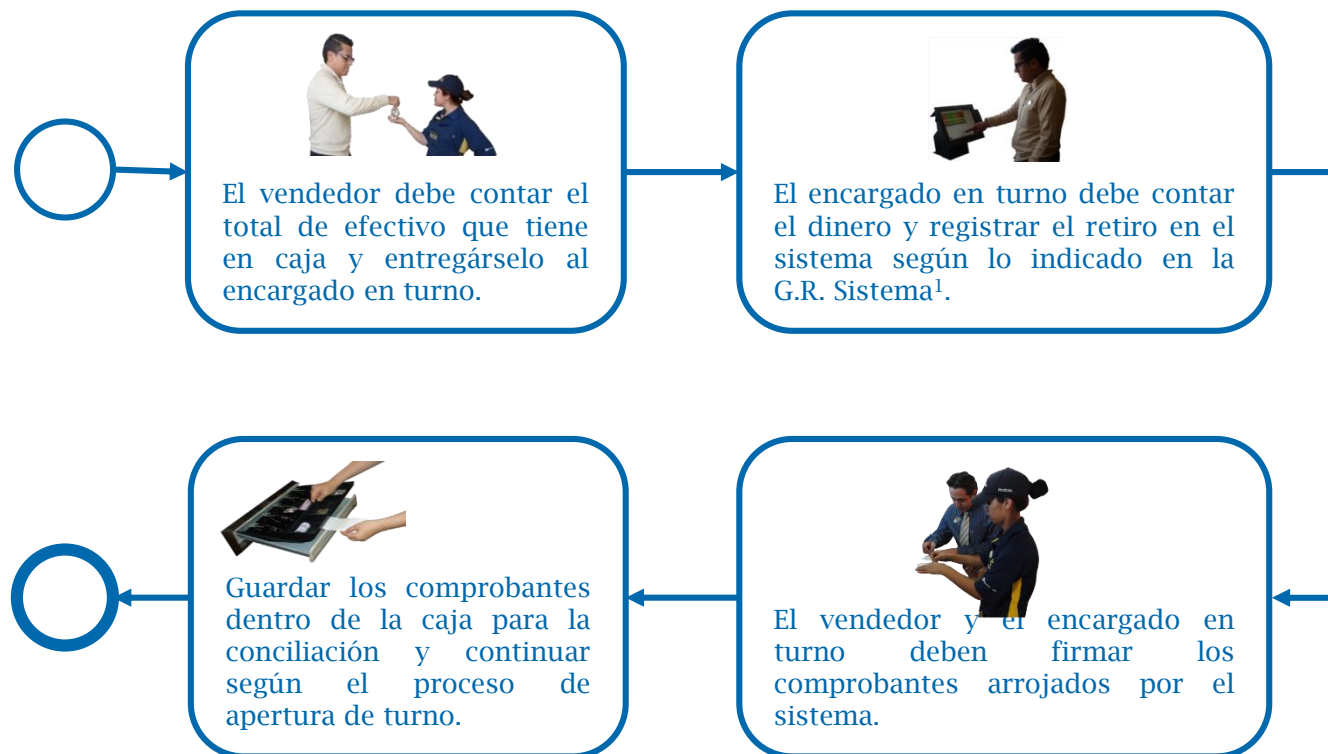 El vendedor debe contar el
total de efectivo que tiene
en caja y entregárselo al
encargado en turno.
El encargado en turno debe contar
el dinero y registrar el retiro en el
sistema según lo indicado en la
G.R. Sistema¹.
El vendedor y el encargado en
turno deben firmar los
comprobantes arrojados por el
sistema.
Guardar los comprobantes
dentro de la caja para la
conciliación y continuar
según el proceso de
apertura de turno.